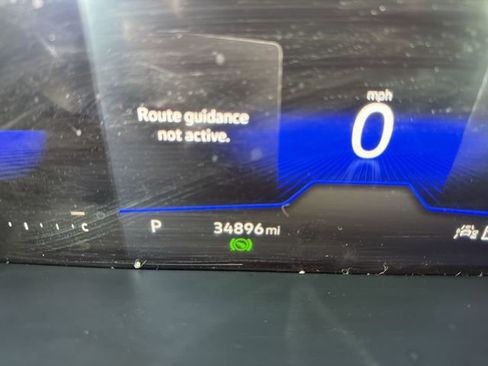 mph
0
Route guidance
not active.
P
34896 mi
c